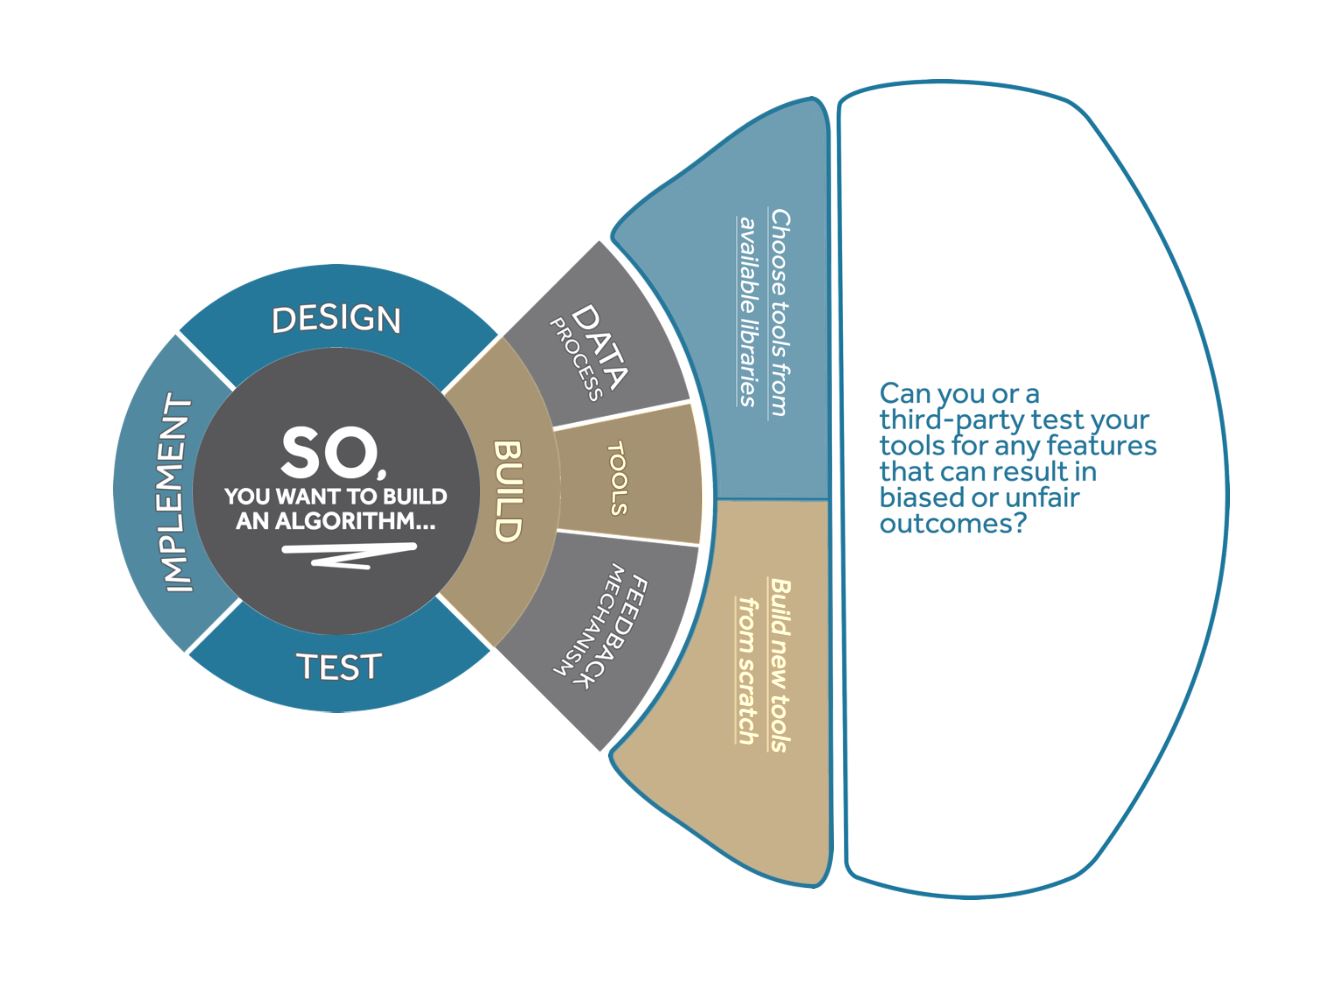 DESIGN
IMPLEMENT
SO,
YOU WANT TO BUILD
AN ALGORITHM...
BUILD
TEST
DATA
PROCESS
TOOLS
FEEDBACK
MECHANISM
Choose tools from
available libraries
Build new tools
from scratch
Can you or a
third-party test your
tools for any features
that can result in
biased or unfair
outcomes?